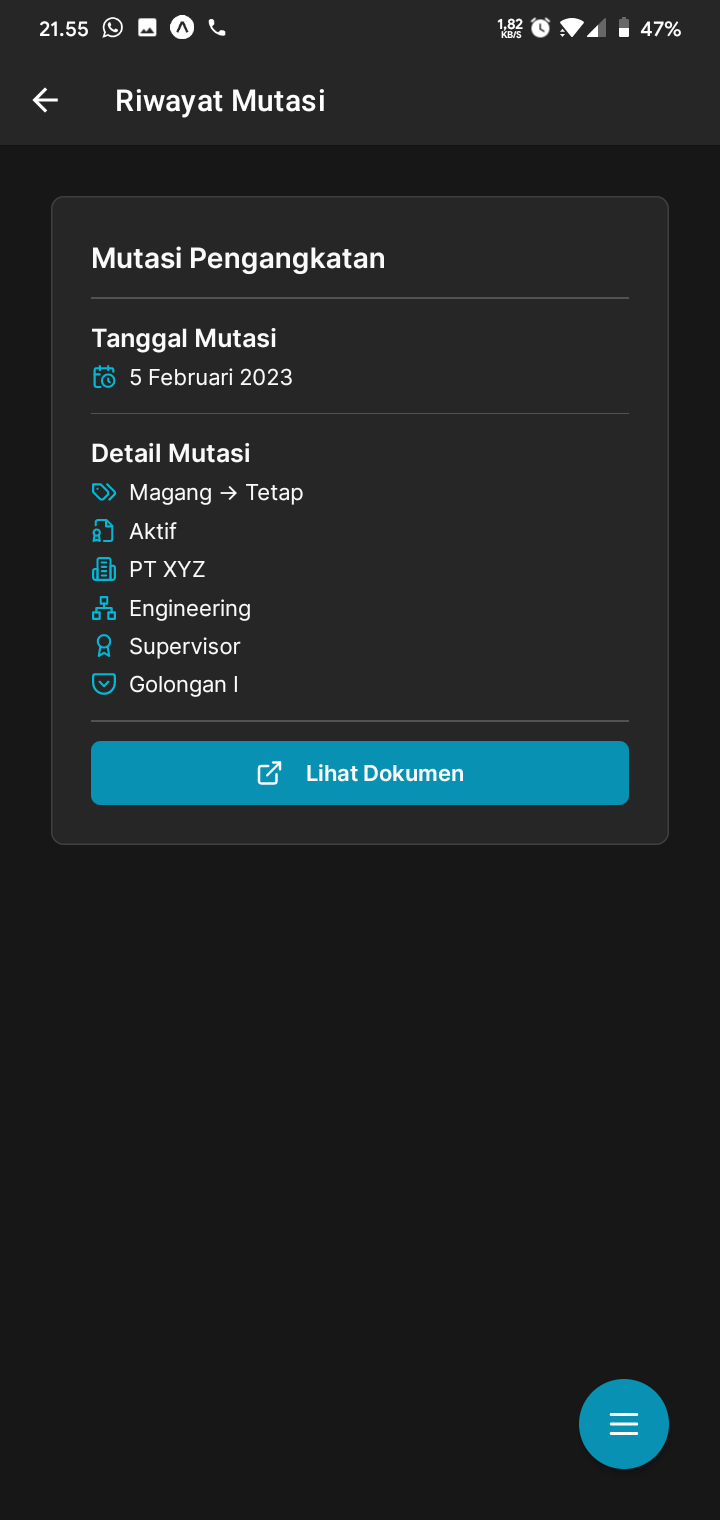 21.55 1,82 KB/S 47%
Riwayat Mutasi
Mutasi Pengangkatan
Tanggal Mutasi
5 Februari 2023
Detail Mutasi
Magang → Tetap
Aktif
PT XYZ
Engineering
Supervisor
Golongan I
Lihat Dokumen